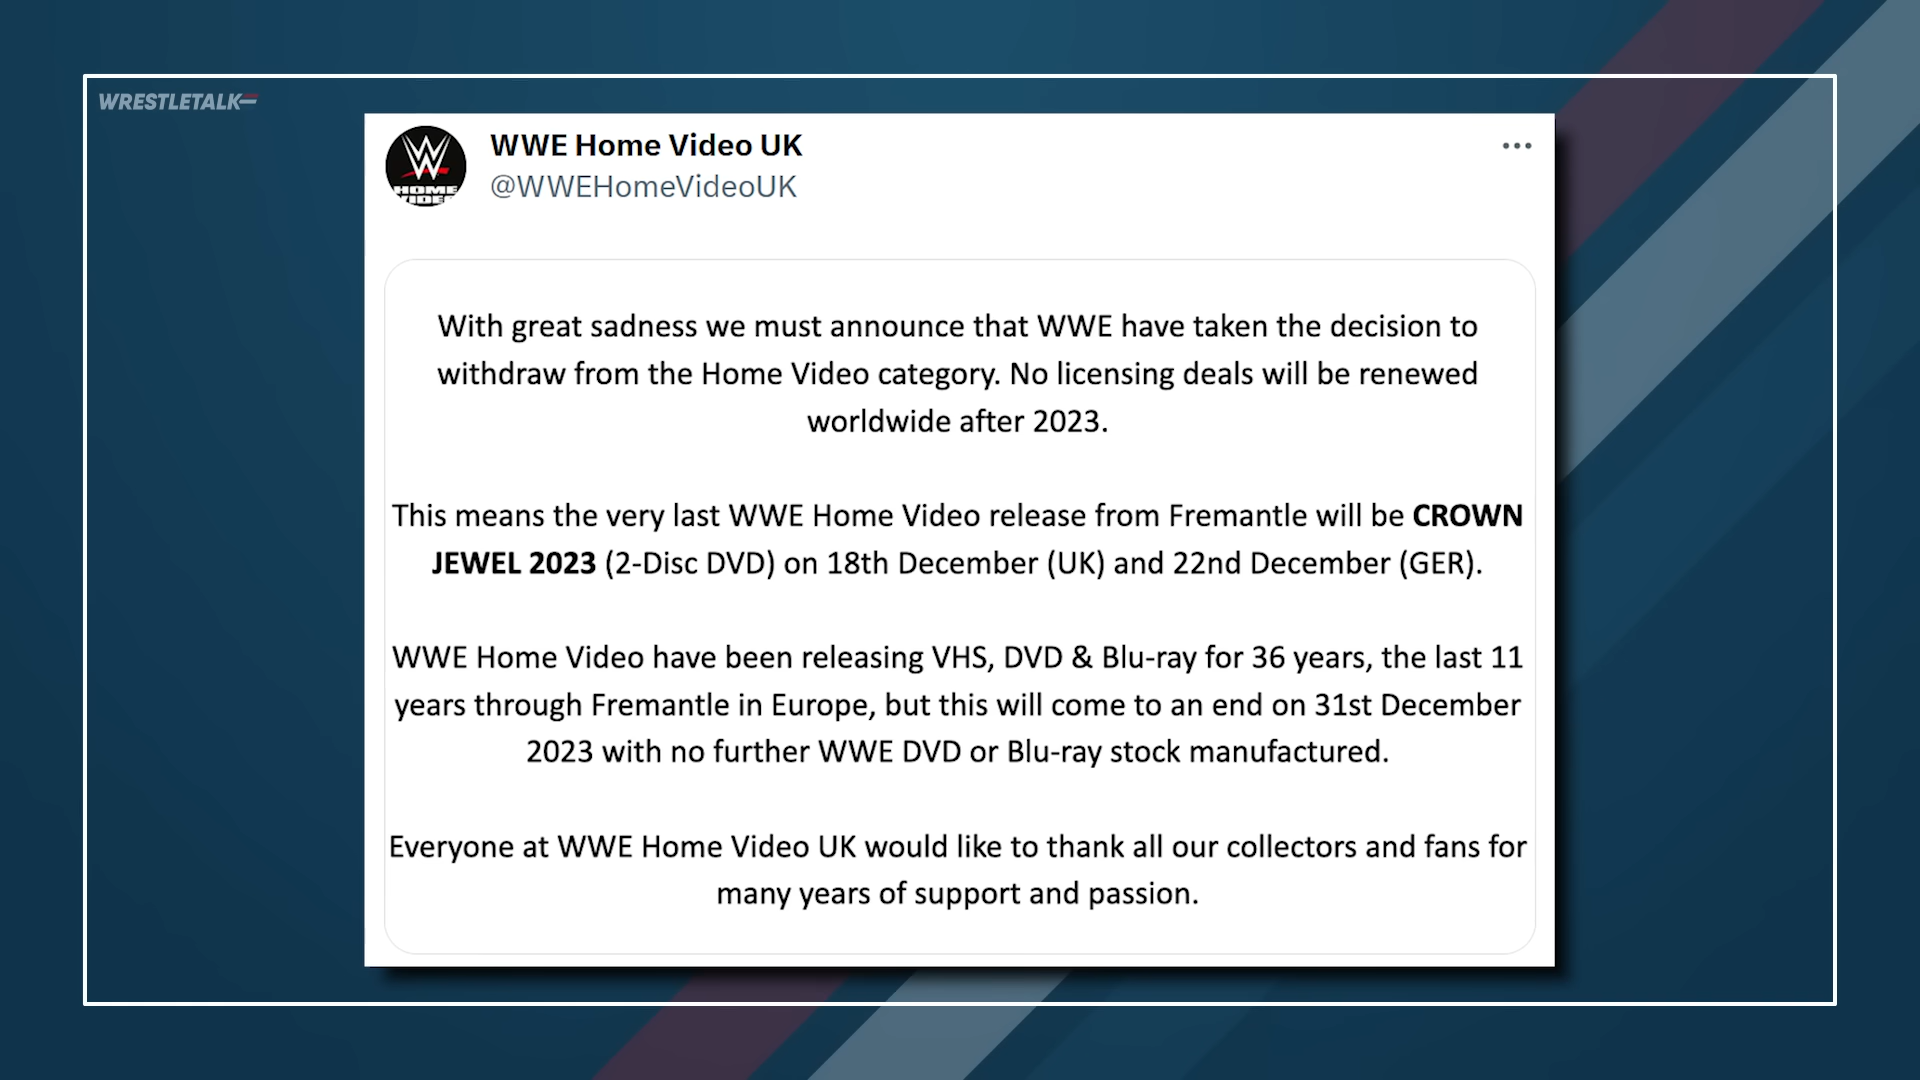 WRESTLETALK
WWE Home Video UK
@WWEHomeVideoUK
HOME
VIDEO
With great sadness we must announce that WWE have taken the decision to
withdraw from the Home Video category. No licensing deals will be renewed
worldwide after 2023.
This means the very last WWE Home Video release from Fremantle will be CROWN
JEWEL 2023 (2-Disc DVD) on 18th December (UK) and 22nd December (GER).
WWE Home Video have been releasing VHS, DVD & Blu-ray for 36 years, the last 11
years through Fremantle in Europe, but this will come to an end on 31st December
2023 with no further WWE DVD or Blu-ray stock manufactured.
Everyone at WWE Home Video UK would like to thank all our collectors and fans for
many years of support and passion.